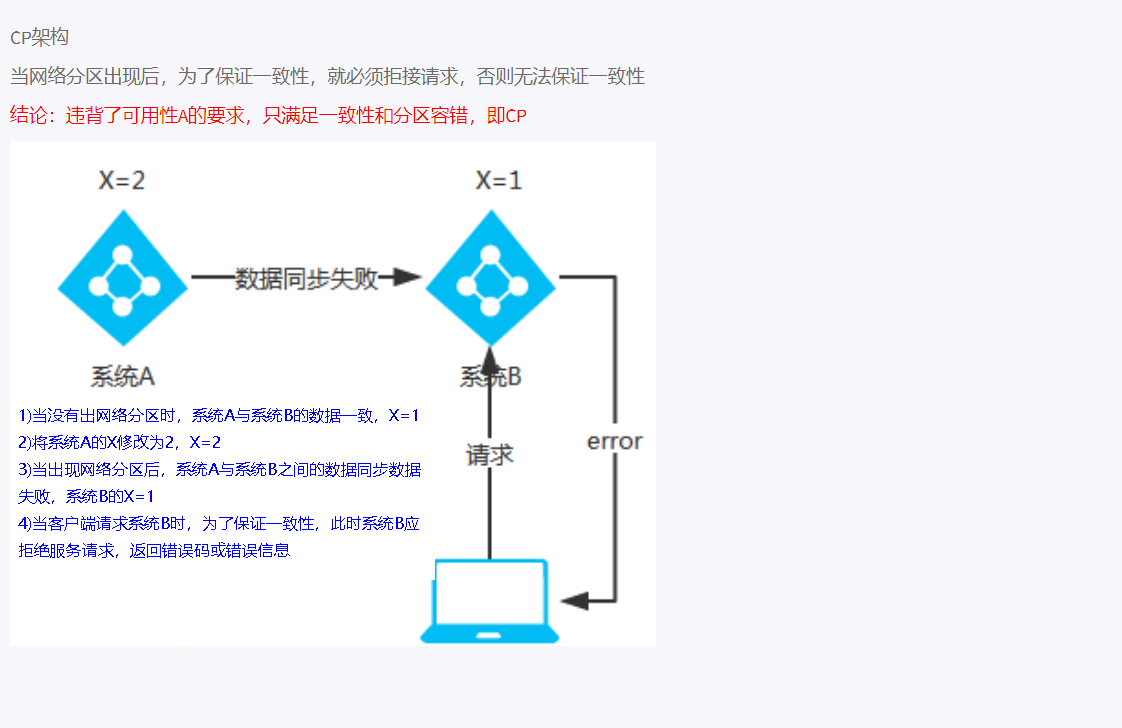 CP架构
当网络分区出现后，为了保证一致性，就必须拒接请求，否则无法保证一致性
结论：违背了可用性A的要求，只满足一致性和分区容错，即CP
X=2
X=1
数据同步失败
系统A
系统B
1)当没有出网络分区时，系统A与系统B的数据一致，X=1
2)将系统A的X修改为2，X=2
3)当出现网络分区后，系统A与系统B之间的数据同步数据
失败，系统B的X=1
4)当客户端请求系统B时，为了保证一致性，此时系统B应
拒绝服务请求，返回错误码或错误信息
请求
error